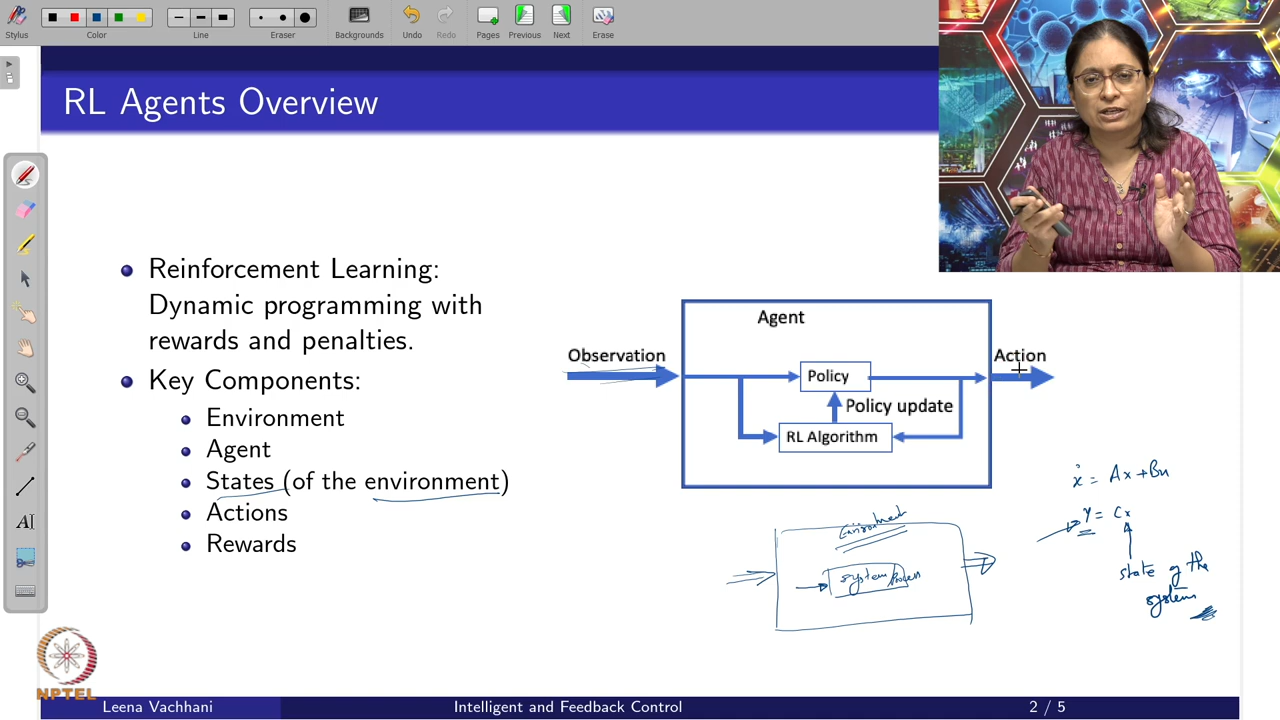 Stylus
Color
Line
Eraser
Backgrounds
Undo
Redo
Pages
Previous
Next
Erase
RL Agents Overview
Reinforcement Learning:
Dynamic programming with
rewards and penalties.
Key Components:
Environment
Agent
States (of the environment)
Actions
Rewards
Agent
Observation
Action
Policy
Policy update
RL Algorithm
ẋ = Ax+Bu
y = Cx
state of the
system
Environment
system/Process
NPTEL
Leena Vachhani
Intelligent and Feedback Control
2 / 5